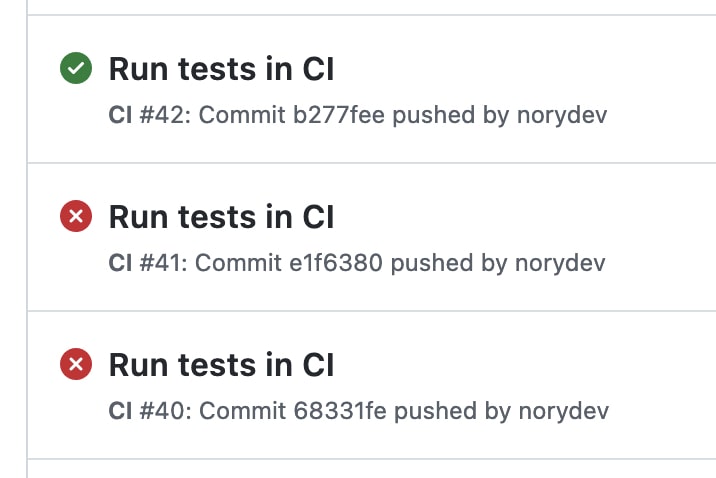 Run tests in CI
CI #42: Commit b277fee pushed by norydev
Run tests in CI
CI #41: Commit e1f6380 pushed by norydev
Run tests in CI
CI #40: Commit 68331fe pushed by norydev